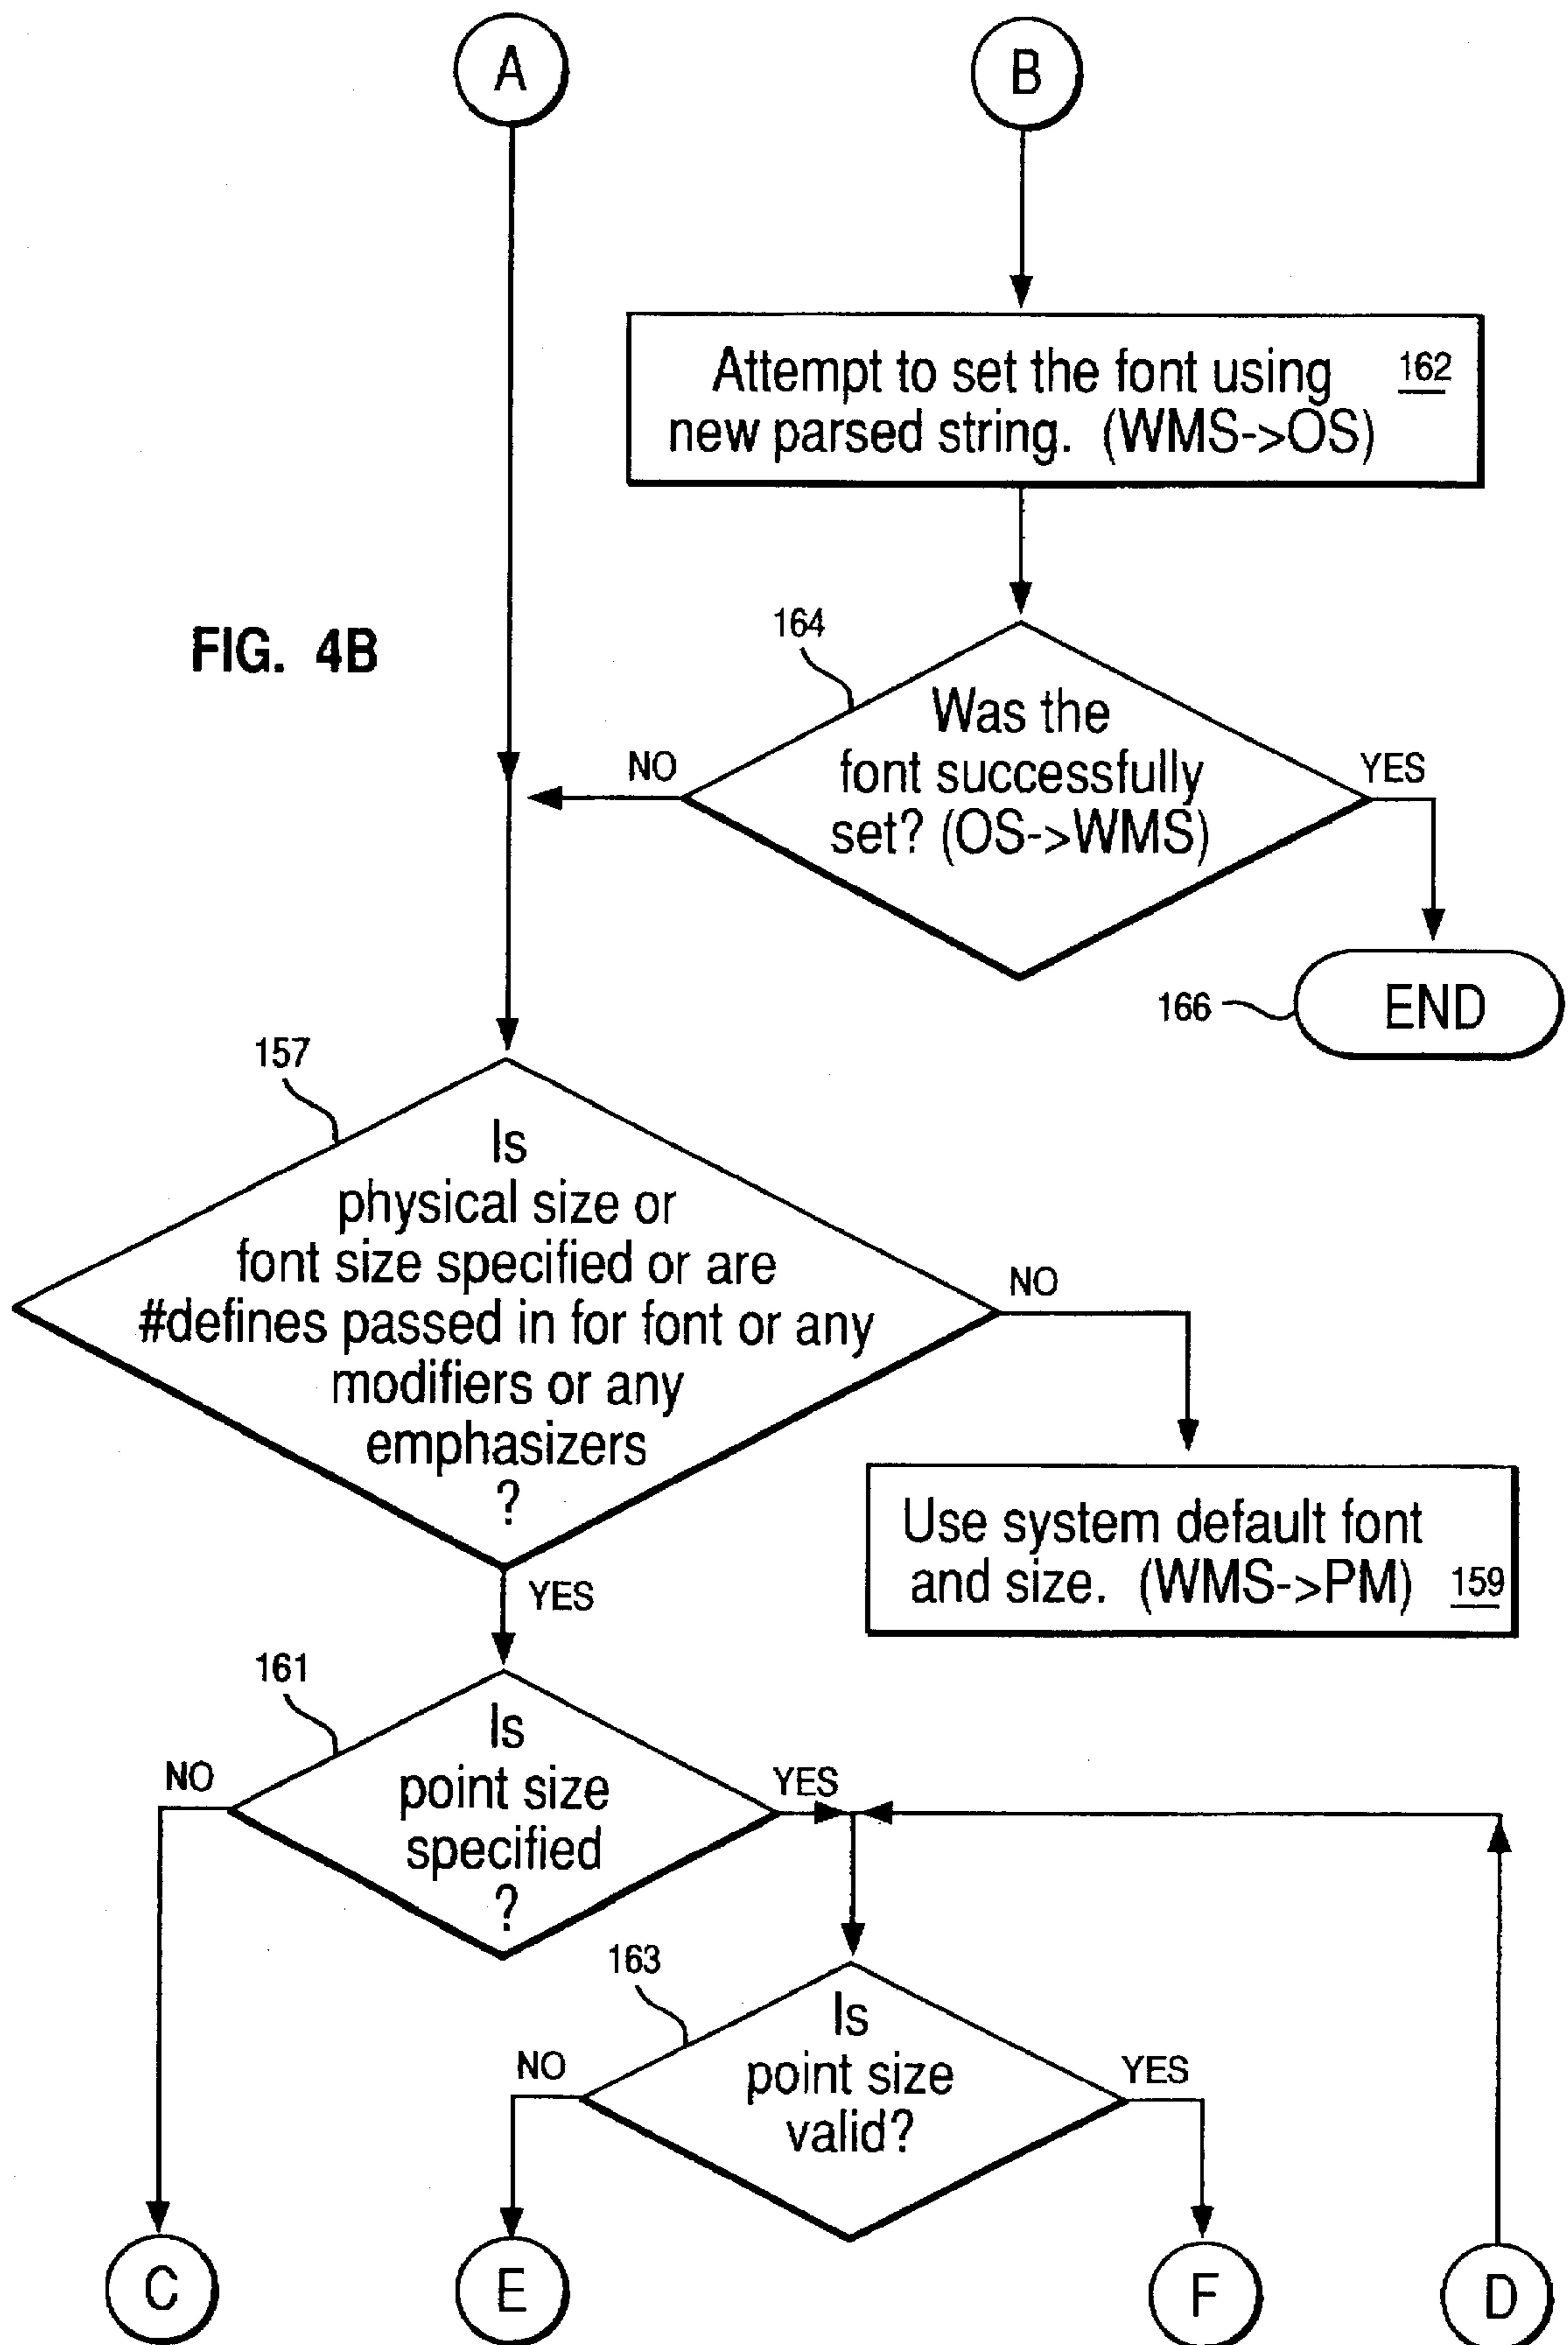 A
B
Attempt to set the font using 162
new parsed string. (WMS->OS)
FIG. 4B
164
Was the
font successfully
set? (OS->WMS)
NO
YES
166
END
157
Is
physical size or
font size specified or are
#defines passed in for font or any
modifiers or any
emphasizers
?
NO
YES
Use system default font
and size. (WMS->PM) 159
161
Is
point size
specified
?
NO
YES
163
Is
point size
valid?
NO
YES
C
E
F
D